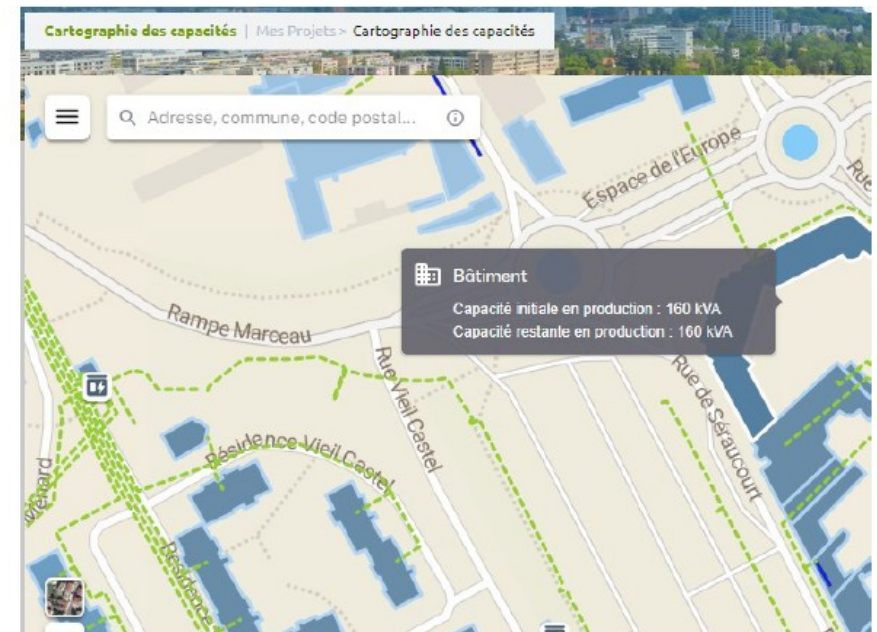 Cartographie des capacités | Mes Projets > Cartographie des capacités
Adresse, commune, code postal...
Espace de l'Europe
Rue
Bâtiment
Capacité initiale en production : 160 kVA
Capacité restante en production : 160 kVA
Rampe Marceau
Rue Vieil Castel
Rue de Séraucourt
Résidence Vieil Castel
Ménard
Résidence